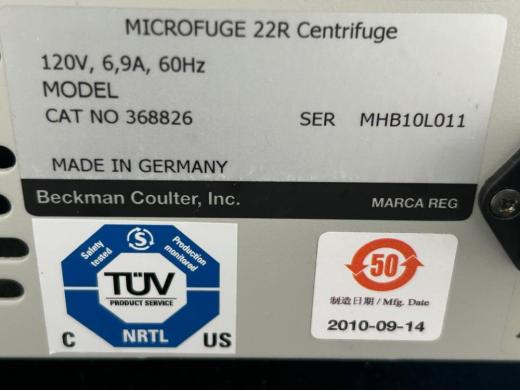 MICROFUGE 22R Centrifuge
120V, 6,9A, 60Hz
MODEL
CAT NO 368826 SER MHB10L011
MADE IN GERMANY
Beckman Coulter, Inc. MARCA REG
Safety tested
S
Production monitored
TÜV
PRODUCT SERVICE
C NRTL US
50
制造日期 / Mfg. Date
2010-09-14